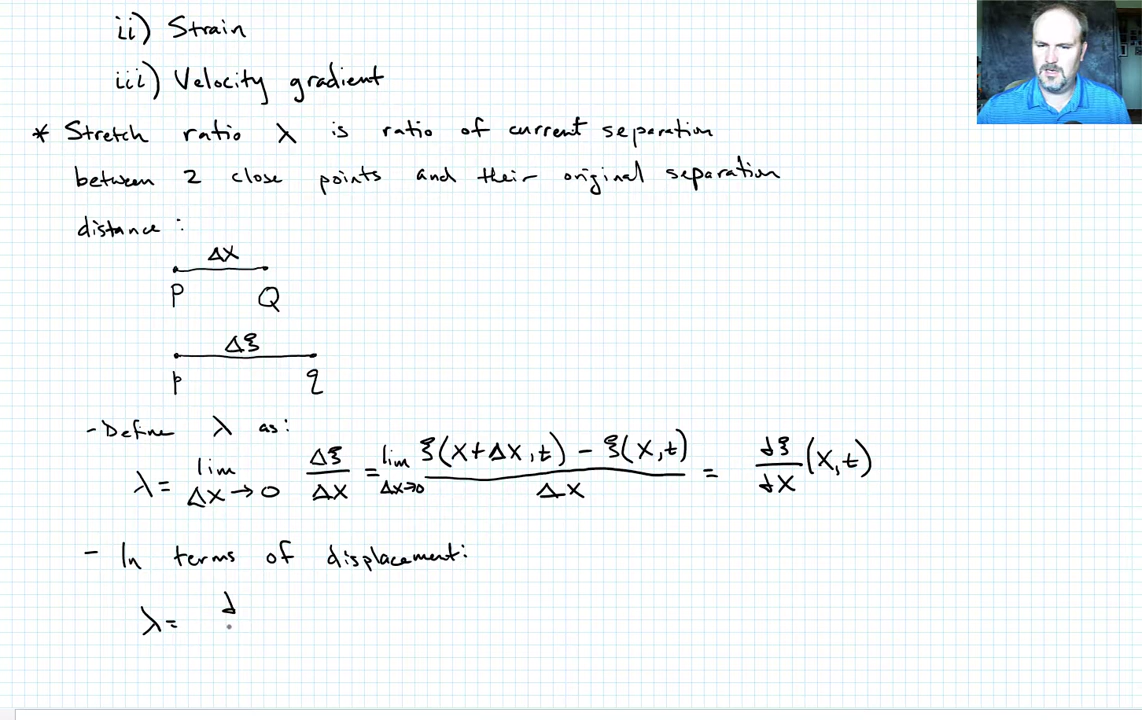 ii) Strain
iii) Velocity gradient
* Stretch ratio λ is ratio of current separation
between 2 close points and their original separation
distance :
ΔX
P Q
Δξ
p q
- Define λ as:
λ = lim ΔX→0 Δξ/ΔX = lim ΔX→0 (ξ(X+ΔX,t) - ξ(X,t))/ΔX = dξ/dX (X,t)
- In terms of displacement:
λ = d